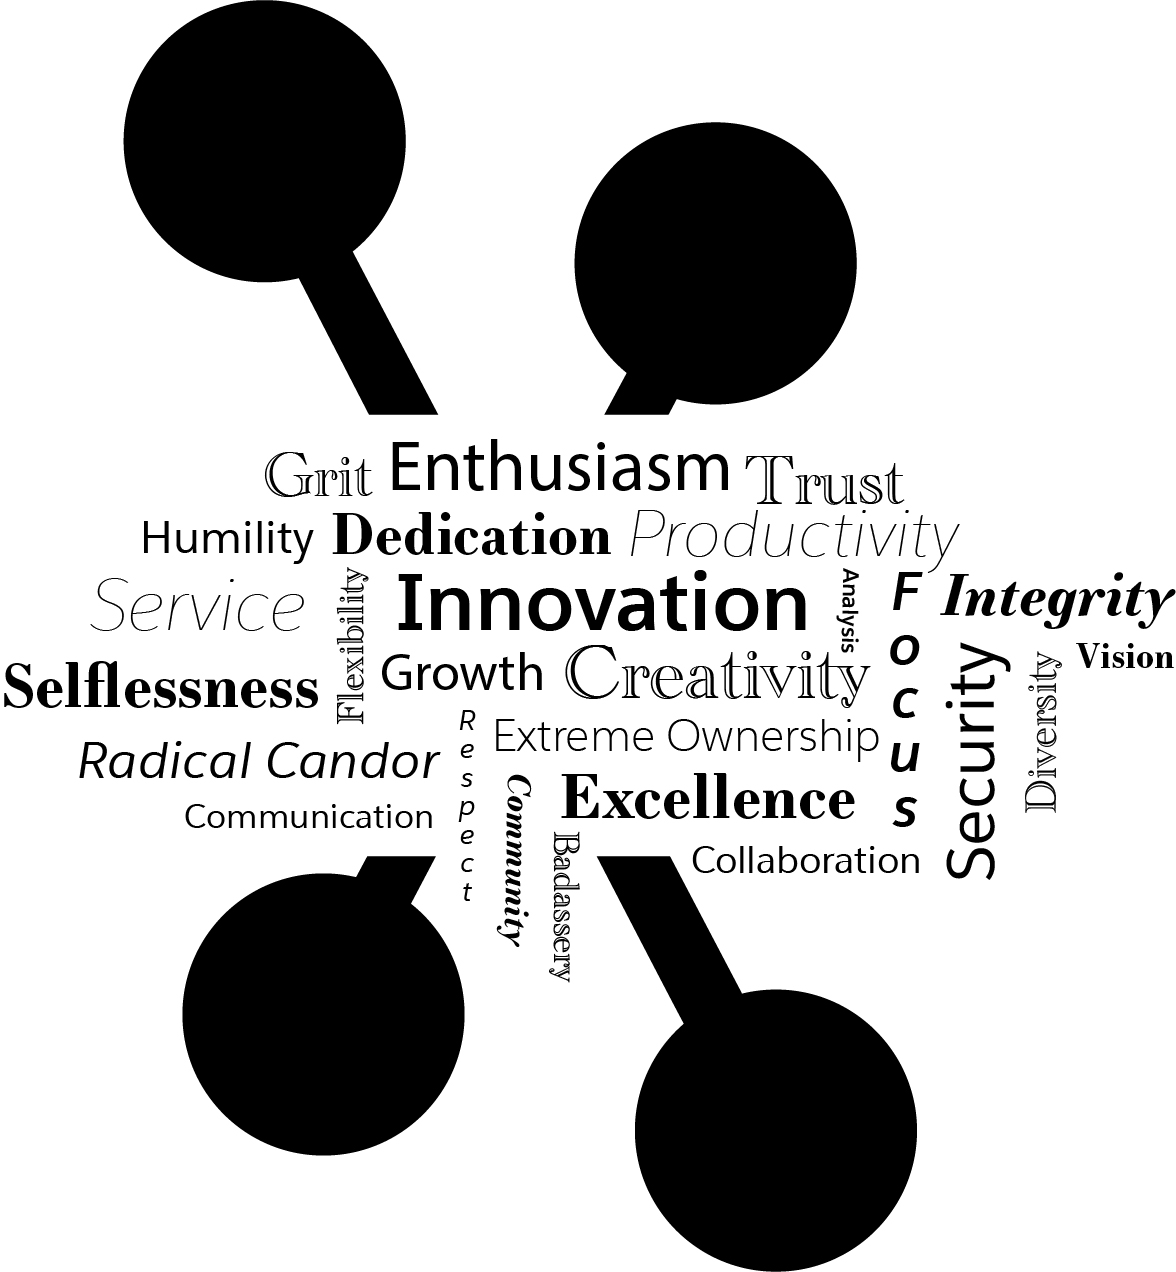 Grit Enthusiasm Trust
Humility Dedication Productivity
Service Flexibility Innovation Analysis Focus Integrity
Selflessness Growth Creativity Security Diversity Vision
Radical Candor Respect Extreme Ownership
Communication Community Excellence
Badassery Collaboration